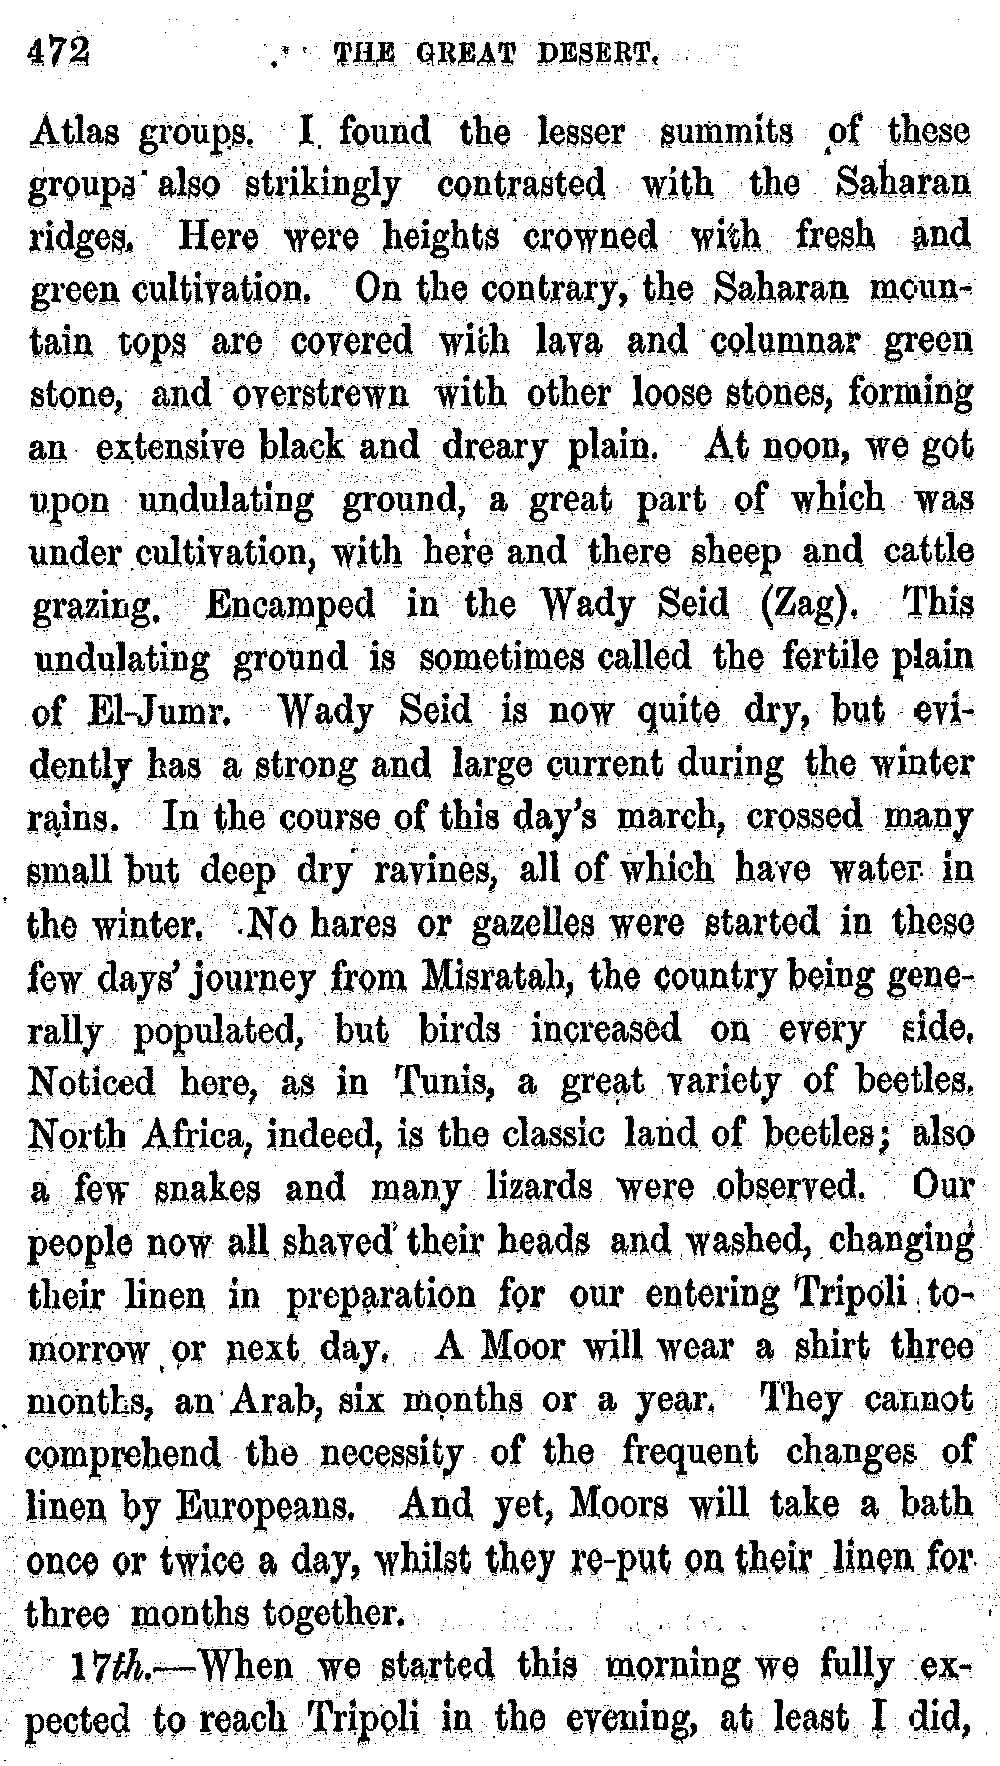 472 THE GREAT DESERT.
Atlas groups. I found the lesser summits of these
groups also strikingly contrasted with the Saharan
ridges. Here were heights crowned with fresh and
green cultivation. On the contrary, the Saharan moun-
tain tops are covered with lava and columnar green
stone, and overstrewn with other loose stones, forming
an extensive black and dreary plain. At noon, we got
upon undulating ground, a great part of which was
under cultivation, with here and there sheep and cattle
grazing. Encamped in the Wady Seid (Zag). This
undulating ground is sometimes called the fertile plain
of El-Jumr. Wady Seid is now quite dry, but evi-
dently has a strong and large current during the winter
rains. In the course of this day's march, crossed many
small but deep dry ravines, all of which have water in
the winter. No hares or gazelles were started in these
few days' journey from Misratah, the country being gene-
rally populated, but birds increased on every side.
Noticed here, as in Tunis, a great variety of beetles.
North Africa, indeed, is the classic land of beetles; also
a few snakes and many lizards were observed. Our
people now all shaved their heads and washed, changing
their linen in preparation for our entering Tripoli to-
morrow or next day. A Moor will wear a shirt three
months, an Arab, six months or a year. They cannot
comprehend the necessity of the frequent changes of
linen by Europeans. And yet, Moors will take a bath
once or twice a day, whilst they re-put on their linen for
three months together.
17th.—When we started this morning we fully ex-
pected to reach Tripoli in the evening, at least I did,